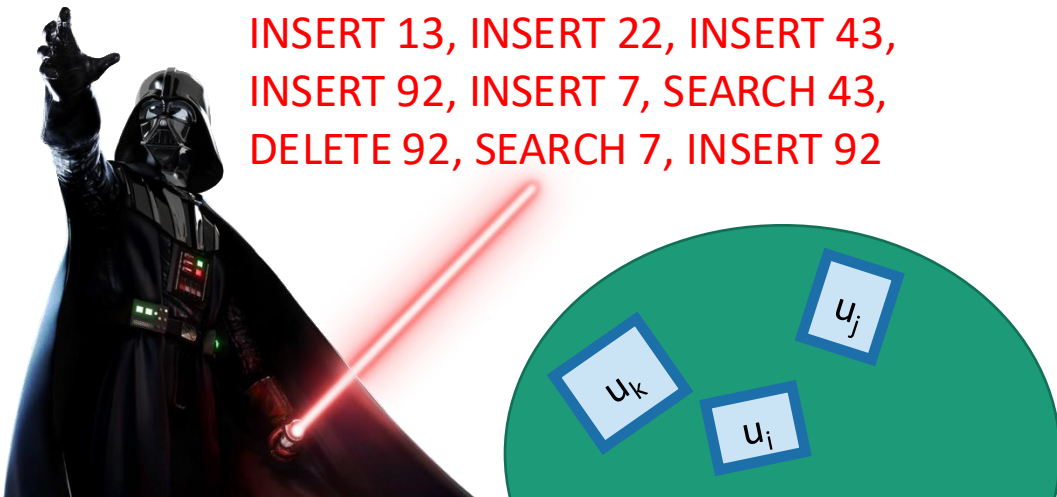 INSERT 13, INSERT 22, INSERT 43,
INSERT 92, INSERT 7, SEARCH 43,
DELETE 92, SEARCH 7, INSERT 92
uⱼ
uₖ
uᵢ